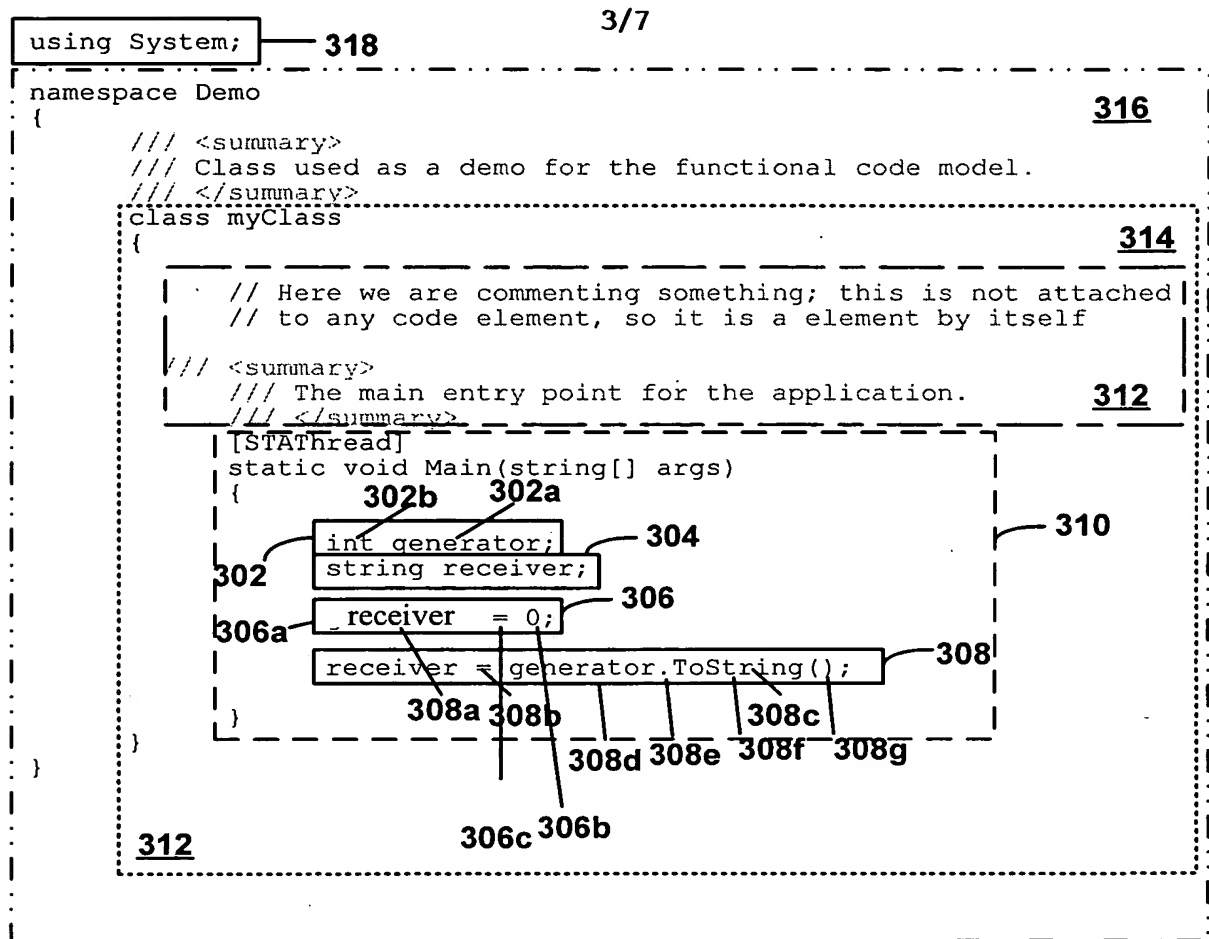 3/7
using System; 318
namespace Demo
{ 316
/// <summary>
/// Class used as a demo for the functional code model.
/// </summary>
class myClass
{ 314
// Here we are commenting something; this is not attached
// to any code element, so it is a element by itself
/// <summary>
/// The main entry point for the application. 312
/// </summary>
[STAThread]
static void Main(string[] args)
{
302b 302a 310
int generator; 304
302 string receiver;
306
306a receiver = 0;
receiver = generator.ToString(); 308
308a 308b 308c
}
} 308d 308e 308f 308g
}
306c 306b
312